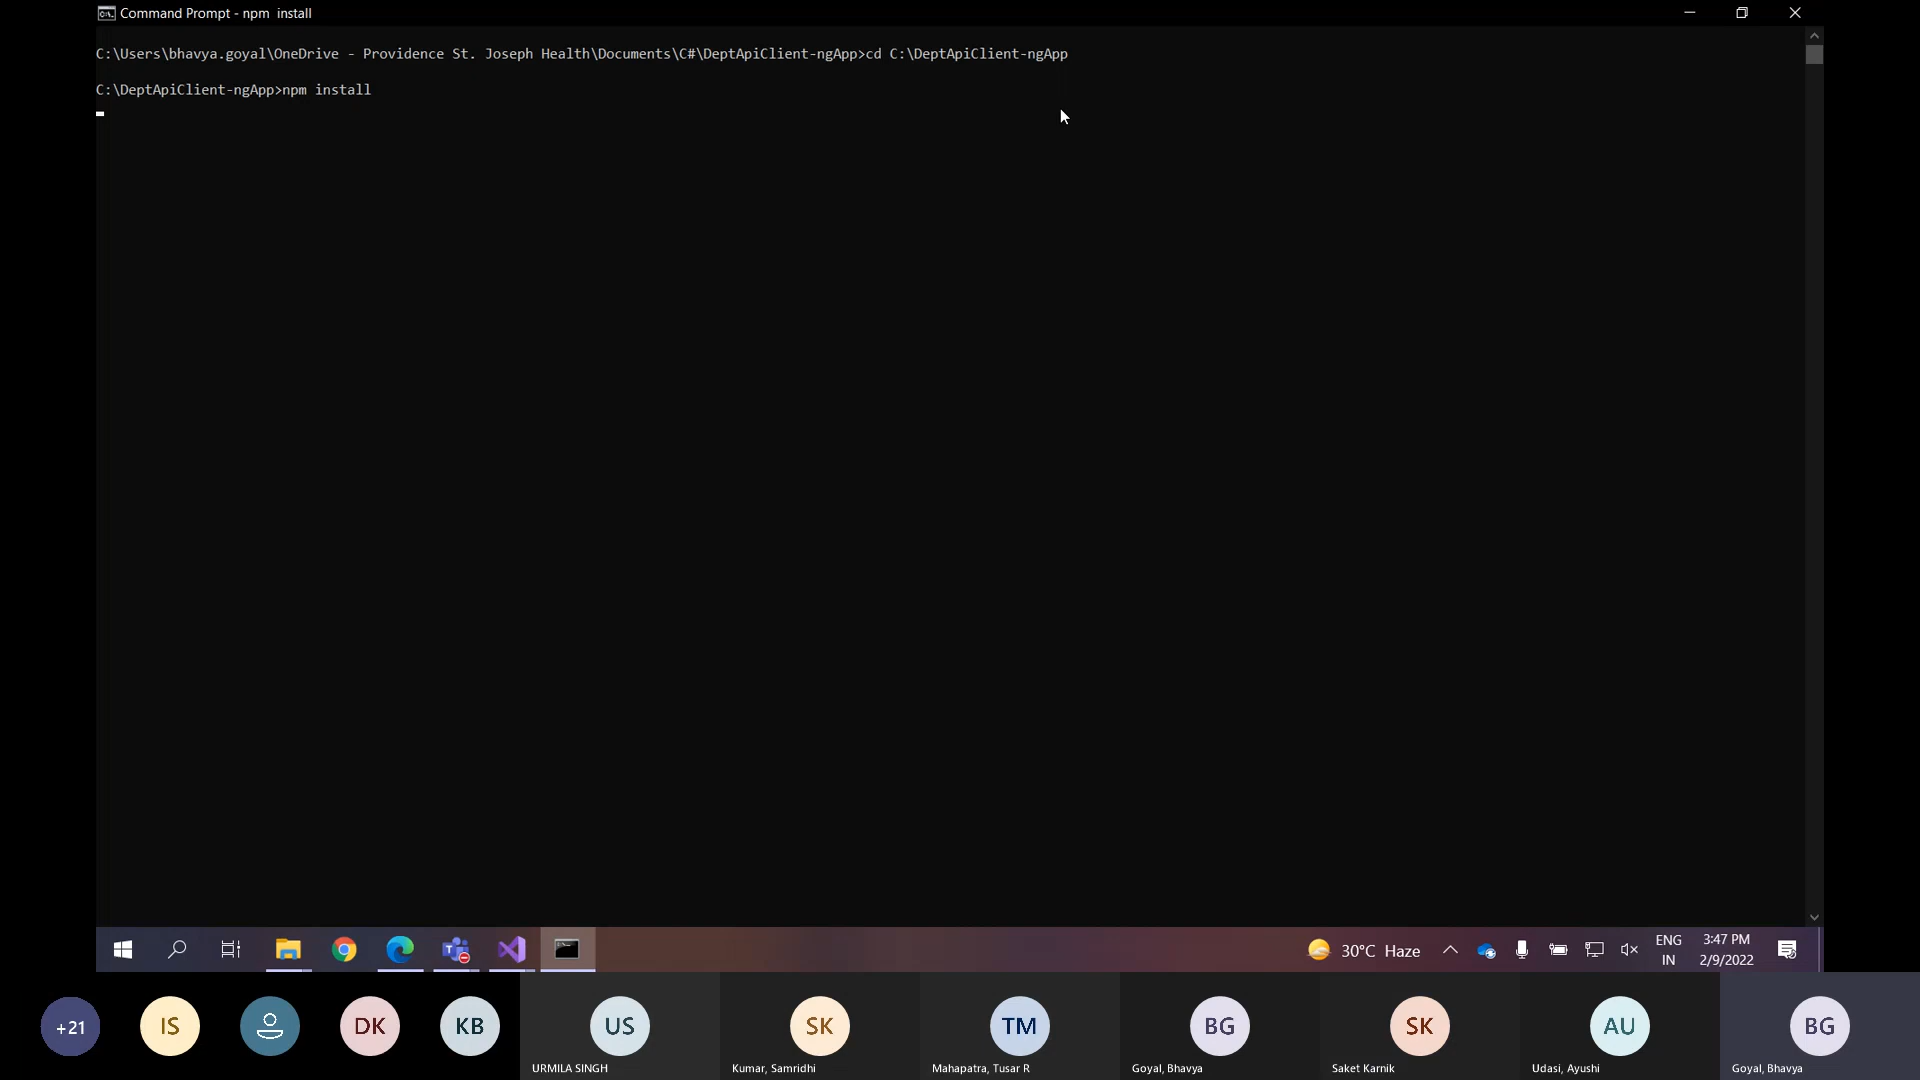 Command Prompt - npm  install
C:\Users\bhavya.goyal\OneDrive - Providence St. Joseph Health\Documents\C#\DeptApiClient-ngApp>cd C:\DeptApiClient-ngApp
C:\DeptApiClient-ngApp>npm install
30°C Haze
ENG
IN
3:47 PM
2/9/2022
+21
IS
DK
KB
US
SK
TM
BG
SK
AU
BG
URMILA SINGH
Kumar, Samridhi
Mahapatra, Tusar R
Goyal, Bhavya
Saket Karnik
Udasi, Ayushi
Goyal, Bhavya